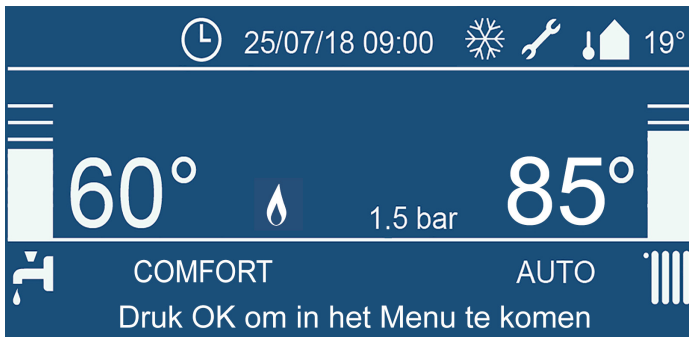 25/07/18 09:00 19°
60° 1.5 bar 85°
COMFORT AUTO
Druk OK om in het Menu te komen